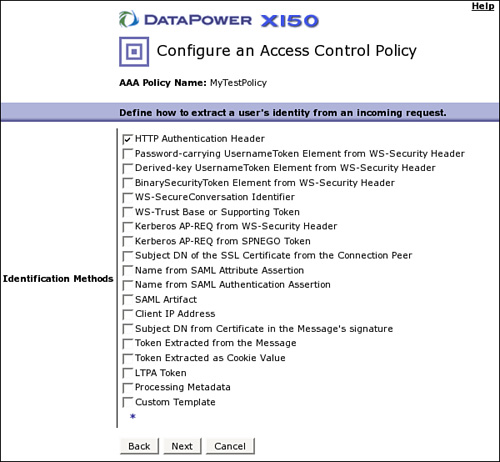 Help
DATAPOWER XI50
Configure an Access Control Policy
AAA Policy Name: MyTestPolicy
Define how to extract a user's identity from an incoming request.
Identification Methods
HTTP Authentication Header
Password-carrying UsernameToken Element from WS-Security Header
Derived-key UsernameToken Element from WS-Security Header
BinarySecurityToken Element from WS-Security Header
WS-SecureConversation Identifier
WS-Trust Base or Supporting Token
Kerberos AP-REQ from WS-Security Header
Kerberos AP-REQ from SPNEGO Token
Subject DN of the SSL Certificate from the Connection Peer
Name from SAML Attribute Assertion
Name from SAML Authentication Assertion
SAML Artifact
Client IP Address
Subject DN from Certificate in the Message's signature
Token Extracted from the Message
Token Extracted as Cookie Value
LTPA Token
Processing Metadata
Custom Template
*
Back Next Cancel